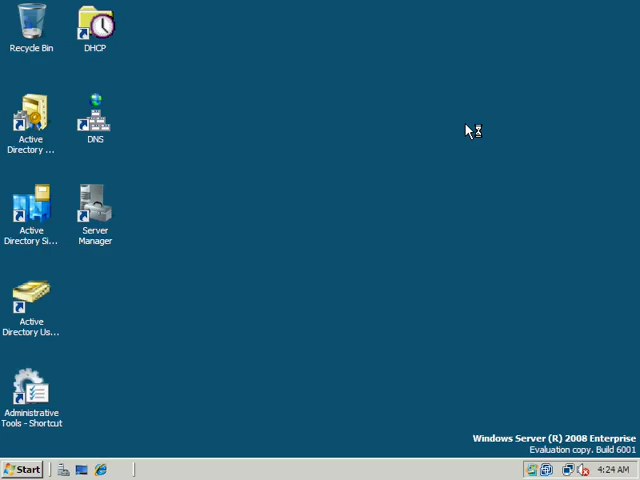 Recycle Bin
DHCP
Active
Directory ...
DNS
Active
Directory Si...
Server
Manager
Active
Directory Us...
Administrative
Tools - Shortcut
Windows Server (R) 2008 Enterprise
Evaluation copy. Build 6001
Start
4:24 AM